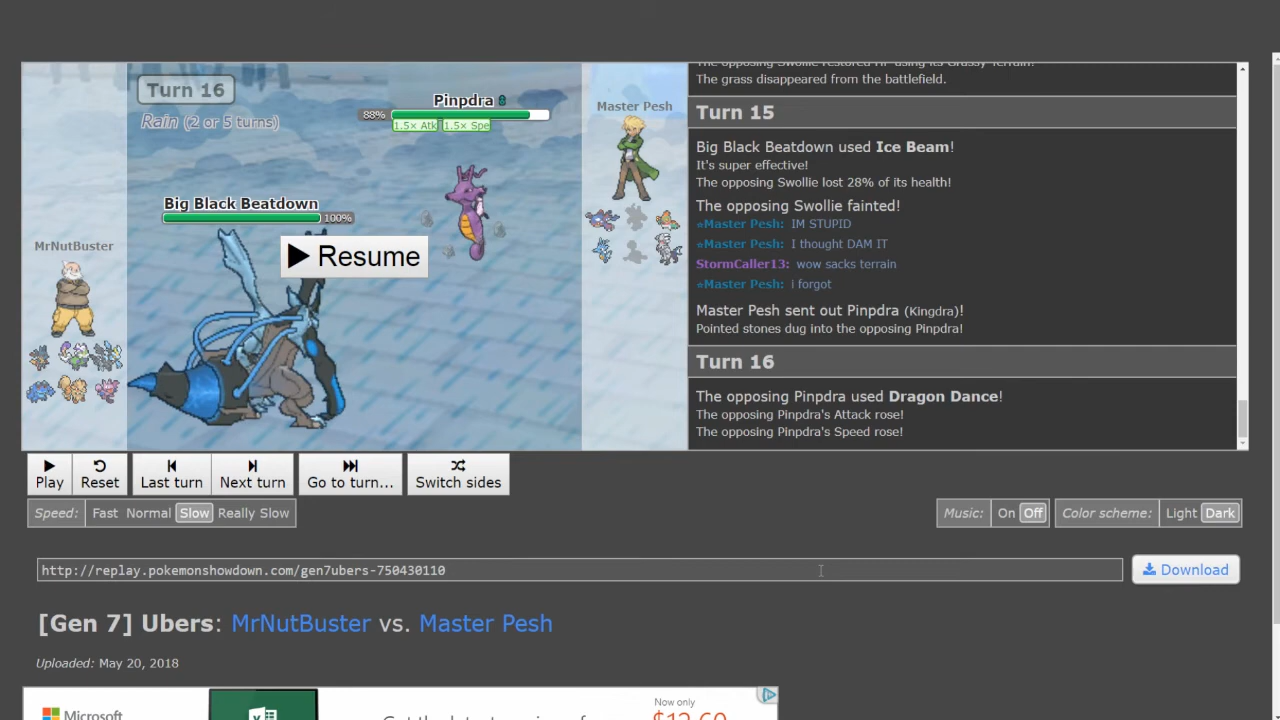 Turn 16
Rain (2 or 5 turns)
Pinpdra
88%
1.5× Atk 1.5× Spe
Big Black Beatdown
100%
Resume
MrNutBuster
Master Pesh
The opposing Swollie restored HP using its Grassy Terrain!
The grass disappeared from the battlefield.
Turn 15
Big Black Beatdown used Ice Beam!
It's super effective!
The opposing Swollie lost 28% of its health!
The opposing Swollie fainted!
☆Master Pesh: IM STUPID
☆Master Pesh: I thought DAM IT
StormCaller13: wow sacks terrain
☆Master Pesh: i forgot
Master Pesh sent out Pinpdra (Kingdra)!
Pointed stones dug into the opposing Pinpdra!
Turn 16
The opposing Pinpdra used Dragon Dance!
The opposing Pinpdra's Attack rose!
The opposing Pinpdra's Speed rose!
Play Reset Last turn Next turn Go to turn... Switch sides
Speed: Fast Normal Slow Really Slow
Music: On Off Color scheme: Light Dark
http://replay.pokemonshowdown.com/gen7ubers-750430110
Download
[Gen 7] Ubers: MrNutBuster vs. Master Pesh
Uploaded: May 20, 2018
Microsoft
Now only